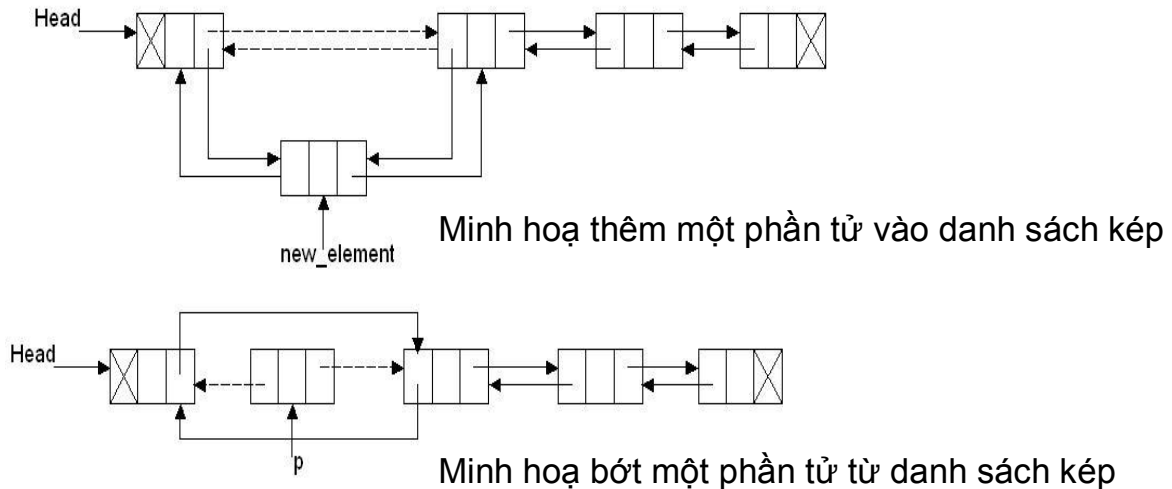 Head
new_element
Minh hoạ thêm một phần tử vào danh sách kép
Head
p
Minh hoạ bớt một phần tử từ danh sách kép